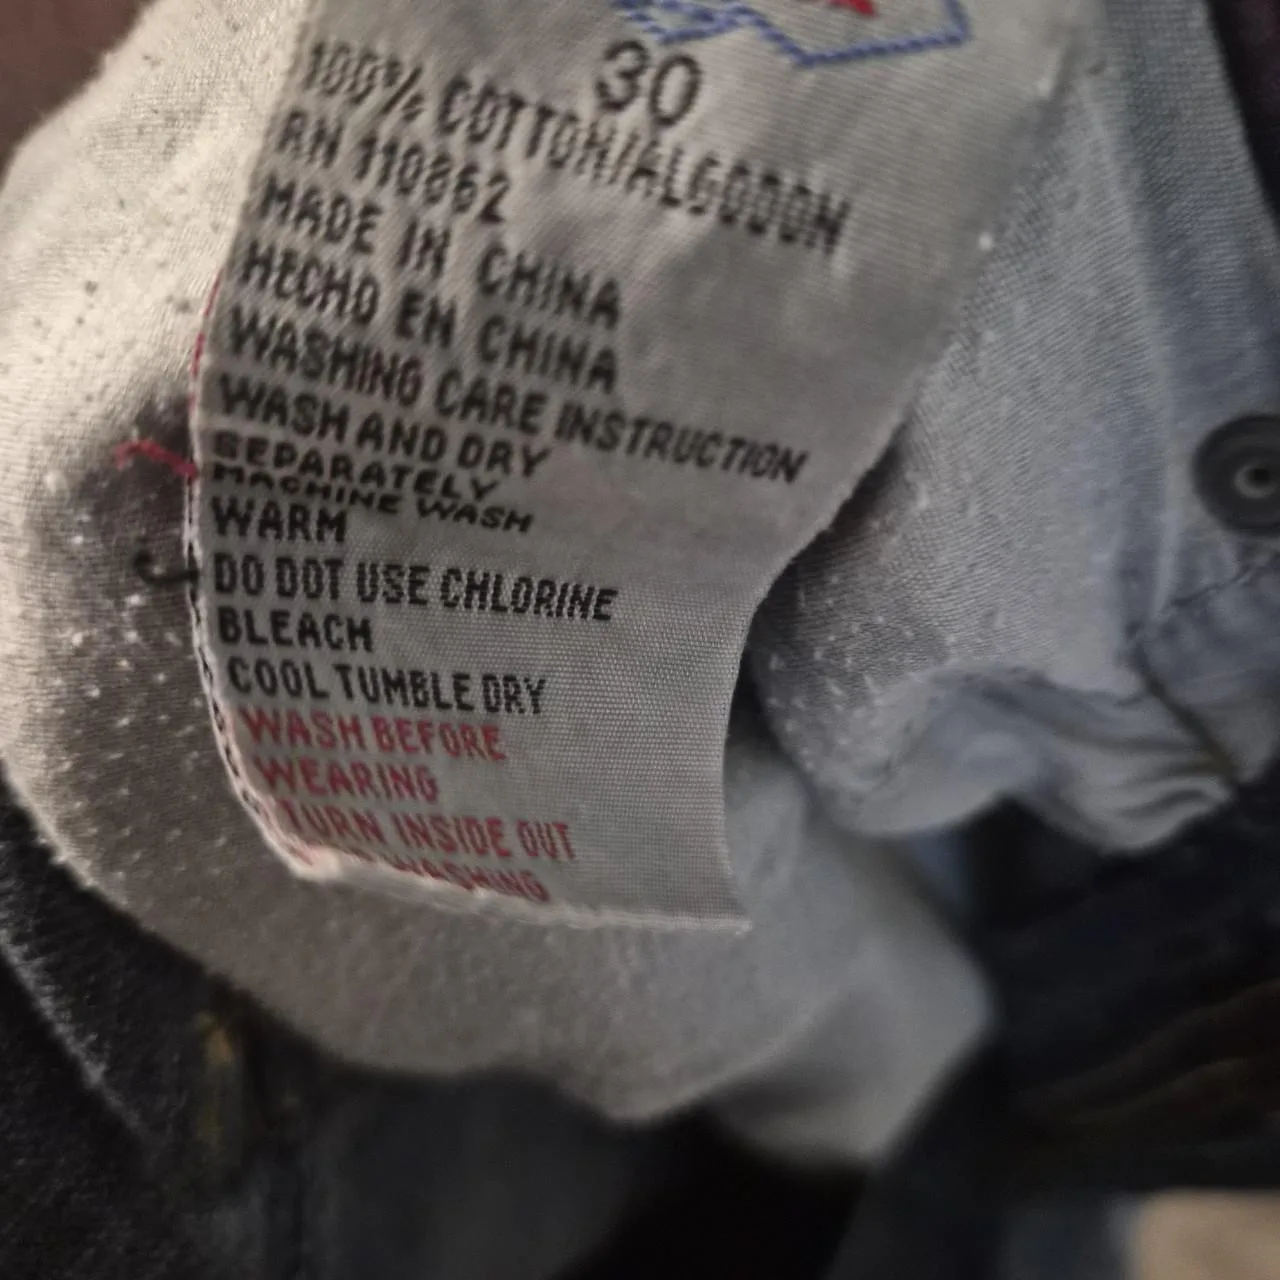 30
100% COTTON/ALGODON
RN 110862
MADE IN CHINA
HECHO EN CHINA
WASHING CARE INSTRUCTION
WASH AND DRY
SEPARATELY
MACHINE WASH
WARM
DO DOT USE CHLORINE
BLEACH
COOL TUMBLE DRY
WASH BEFORE
WEARING
TURN INSIDE OUT
WASHING